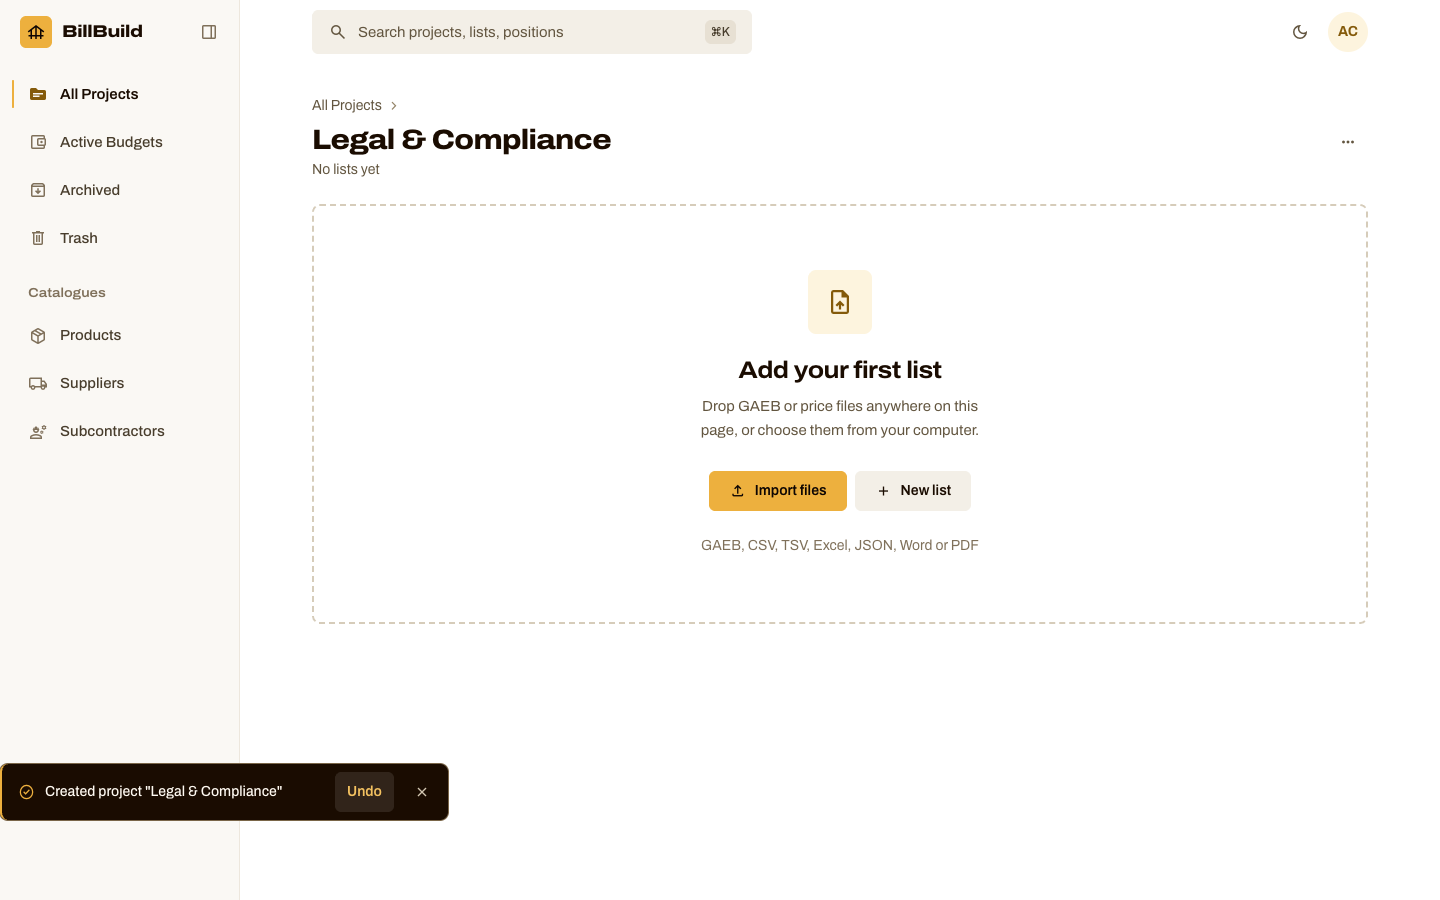 BillBuild
Search projects, lists, positions
⌘K
AC
All Projects
Active Budgets
Archived
Trash
Catalogues
Products
Suppliers
Subcontractors
All Projects
Legal & Compliance
No lists yet
Add your first list
Drop GAEB or price files anywhere on this
page, or choose them from your computer.
Import files
New list
GAEB, CSV, TSV, Excel, JSON, Word or PDF
Created project "Legal & Compliance"
Undo